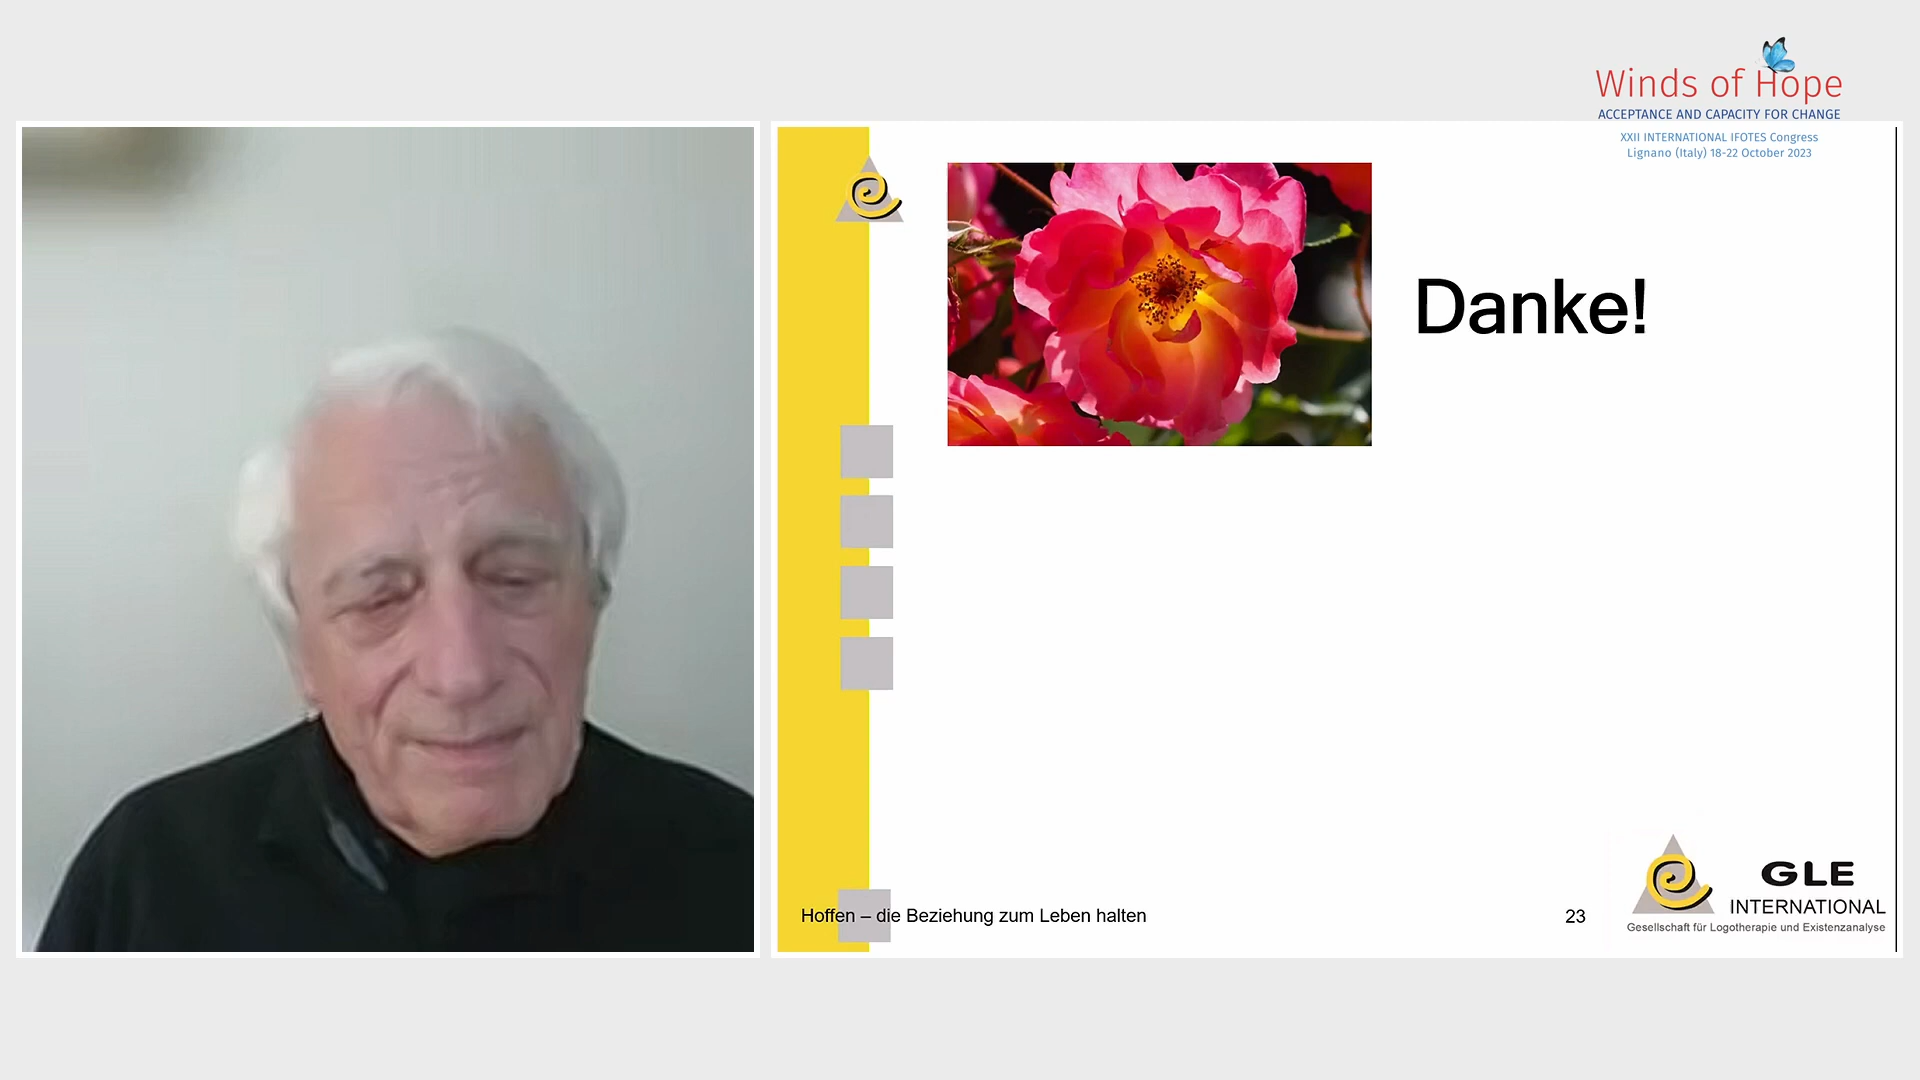 Winds of Hope
ACCEPTANCE AND CAPACITY FOR CHANGE
XXII INTERNATIONAL IFOTES Congress
Lignano (Italy) 18-22 October 2023
Danke!
Hoffen – die Beziehung zum Leben halten
23
GLE
INTERNATIONAL
Gesellschaft für Logotherapie und Existenzanalyse